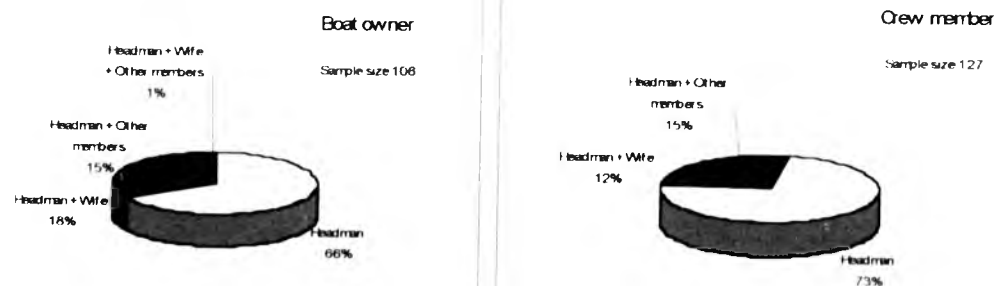 Boat owner
Sample size 106
Headman + Wife
+ Other members
1%
Headman + Other
members
15%
Headman + Wife
18%
Headman
66%
Crew member
Sample size 127
Headman + Other
members
15%
Headman + Wife
12%
Headman
73%